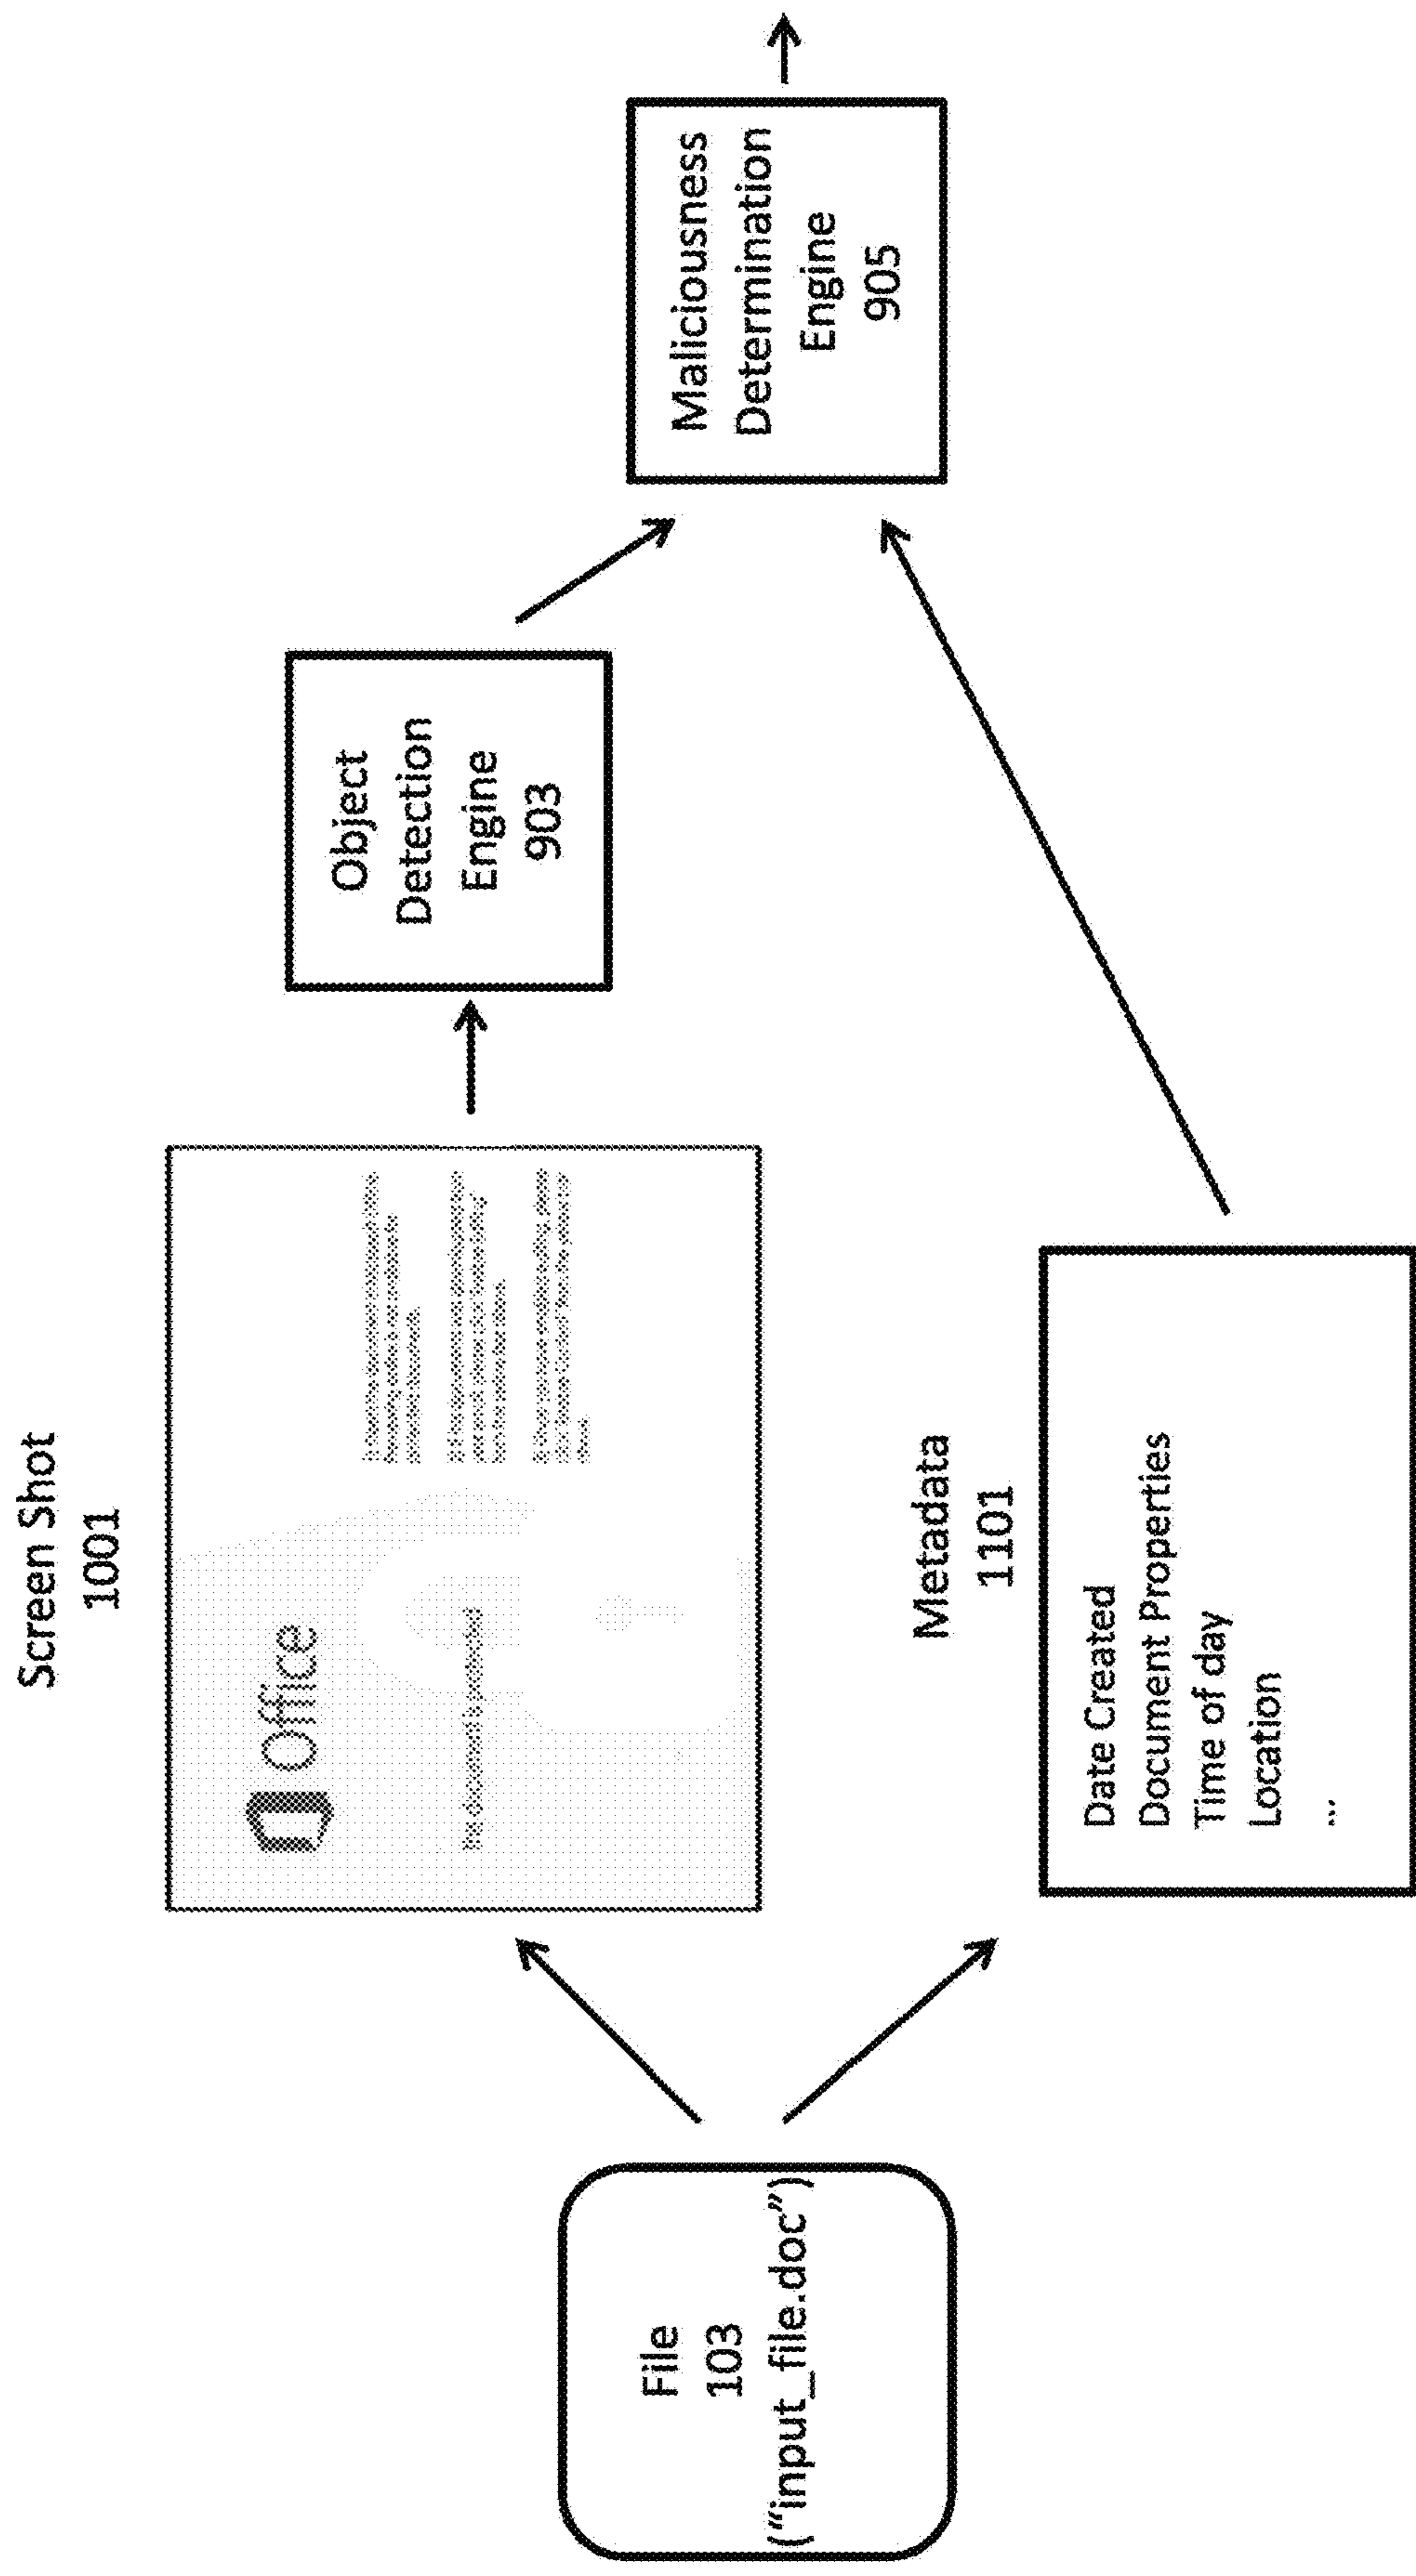 Screen Shot
1001
Office
File
103
("input_file.doc")
Metadata
1101
Date Created
Document Properties
Time of day
Location
...
Object
Detection
Engine
903
Maliciousness
Determination
Engine
905